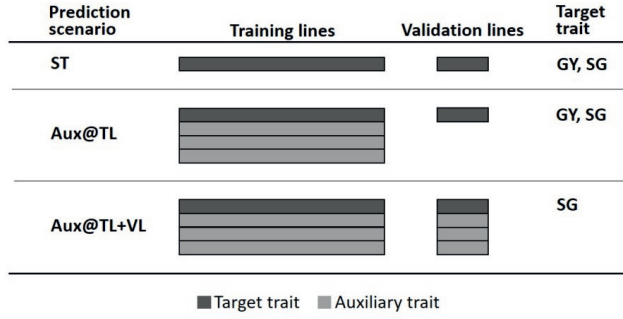 Prediction scenario Training lines Validation lines Target trait
ST GY, SG
Aux@TL GY, SG
Aux@TL+VL SG
Target trait Auxiliary trait